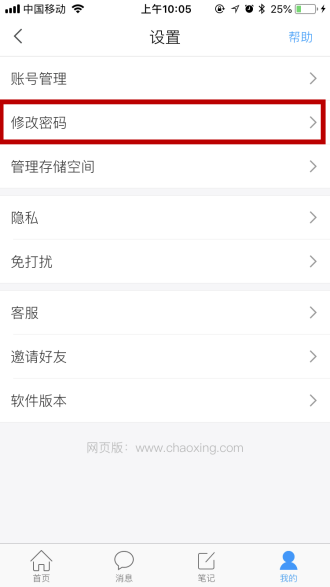 中国移动 上午10:05 25%
设置 帮助
账号管理
修改密码
管理存储空间
隐私
免打扰
客服
邀请好友
软件版本
网页版：www.chaoxing.com
首页 消息 笔记 我的